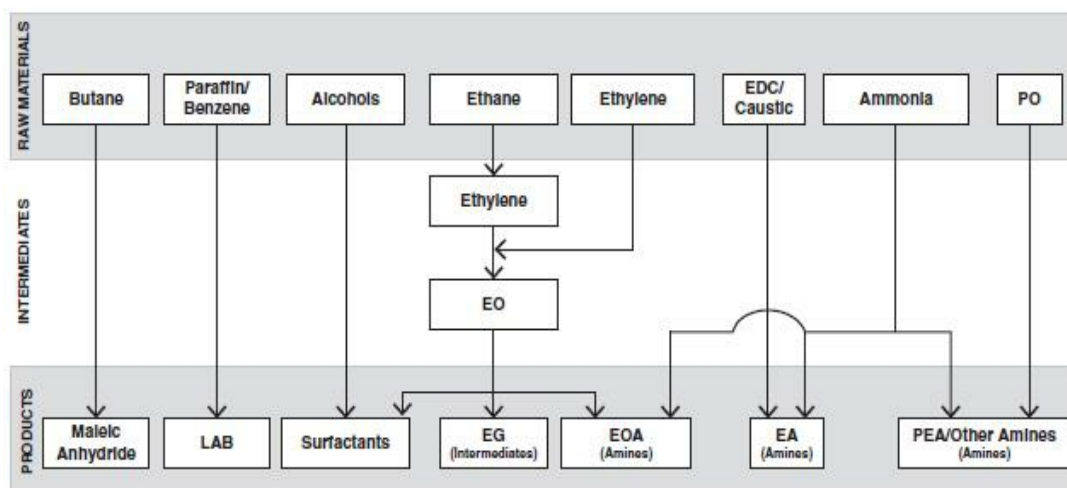 RAW MATERIALS
Butane
Paraffin/
Benzene
Alcohols
Ethane
Ethylene
EDC/
Caustic
Ammonia
PO
INTERMEDIATES
Ethylene
EO
PRODUCTS
Maleic
Anhydride
LAB
Surfactants
EG
(Intermediates)
EOA
(Amines)
EA
(Amines)
PEA/Other Amines
(Amines)